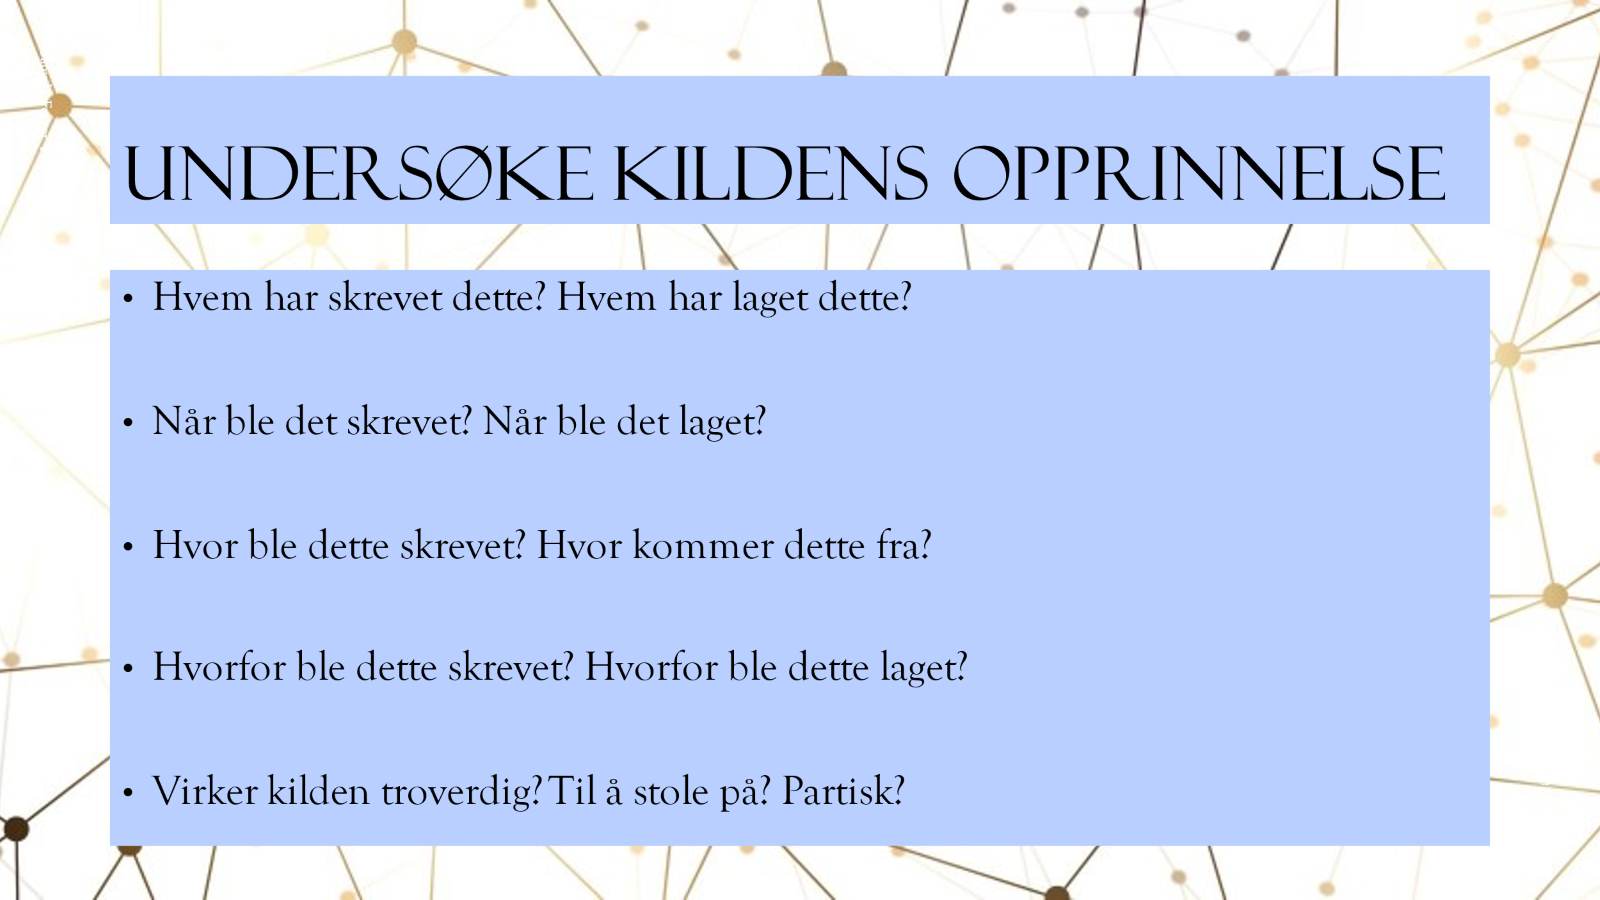 UNDERSØKE KILDENS OPPRINNELSE
• Hvem har skrevet dette? Hvem har laget dette?
• Når ble det skrevet? Når ble det laget?
• Hvor ble dette skrevet? Hvor kommer dette fra?
• Hvorfor ble dette skrevet? Hvorfor ble dette laget?
• Virker kilden troverdig? Til å stole på? Partisk?